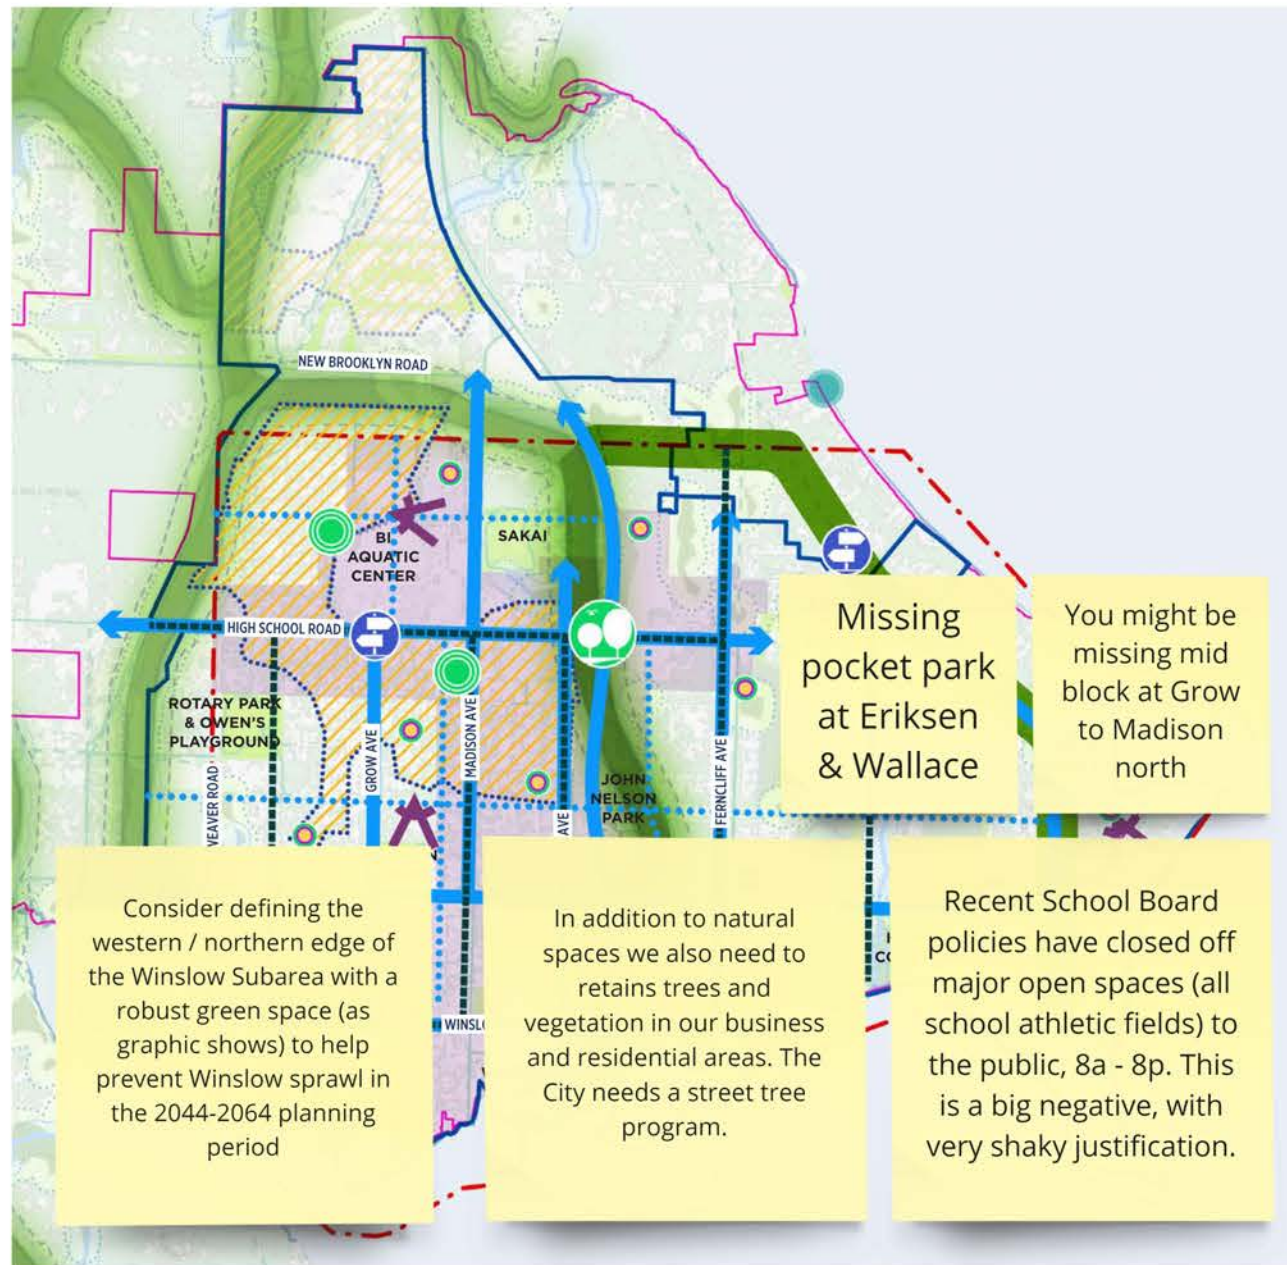 NEW BROOKLYN ROAD
BI
AQUATIC
CENTER
SAKAI
HIGH SCHOOL ROAD
ROTARY PARK
& OWEN'S
PLAYGROUND
GROW AVE
MADISON AVE
JOHN
NELSON
PARK
FERNCLIFF AVE
AVE
Missing
pocket park
at Eriksen
& Wallace
You might be
missing mid
block at Grow
to Madison
north
Consider defining the
western / northern edge of
the Winslow Subarea with a
robust green space (as
graphic shows) to help
prevent Winslow sprawl in
the 2044-2064 planning
period
In addition to natural
spaces we also need to
retains trees and
vegetation in our business
and residential areas. The
City needs a street tree
program.
Recent School Board
policies have closed off
major open spaces (all
school athletic fields) to
the public, 8a - 8p. This
is a big negative, with
very shaky justification.